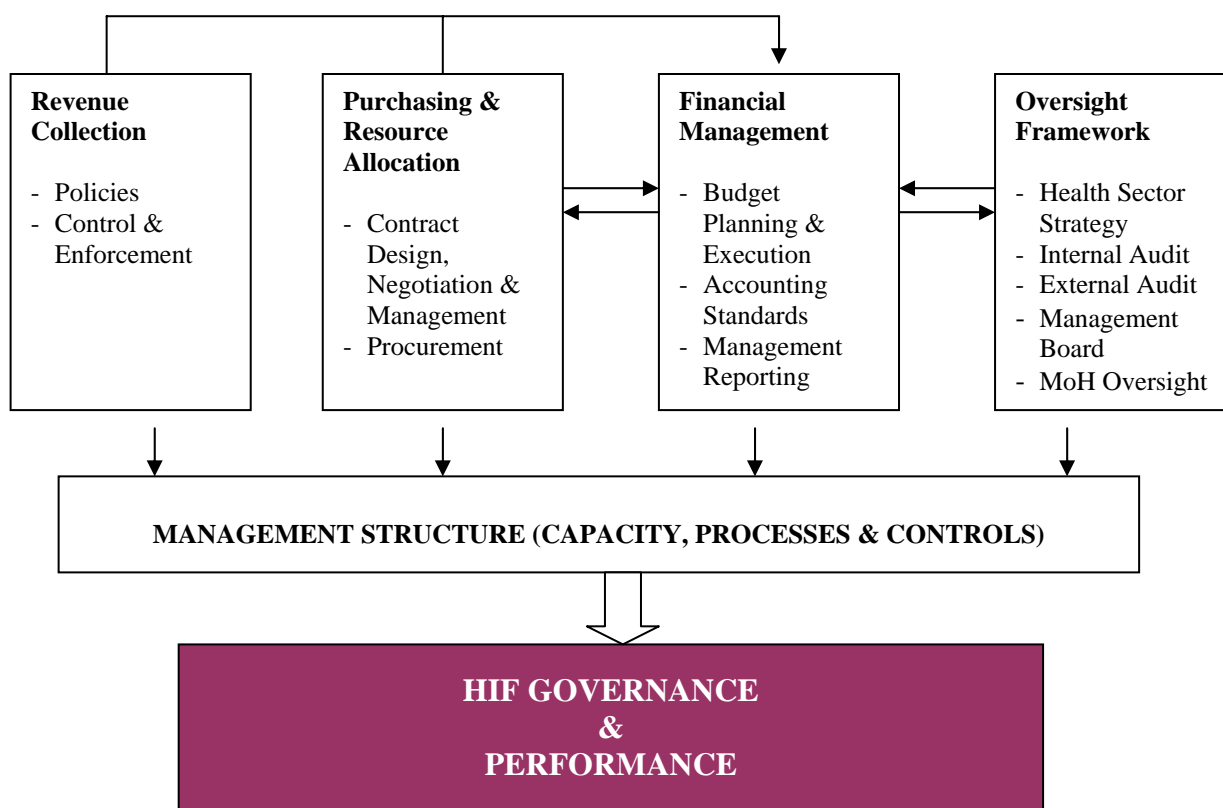 Revenue
Collection
- Policies
- Control &
Enforcement
Purchasing &
Resource
Allocation
- Contract
Design,
Negotiation &
Management
- Procurement
Financial
Management
- Budget
Planning &
Execution
- Accounting
Standards
- Management
Reporting
Oversight
Framework
- Health Sector
Strategy
- Internal Audit
- External Audit
- Management
Board
- MoH Oversight
MANAGEMENT STRUCTURE (CAPACITY, PROCESSES & CONTROLS)
HIF GOVERNANCE
&
PERFORMANCE